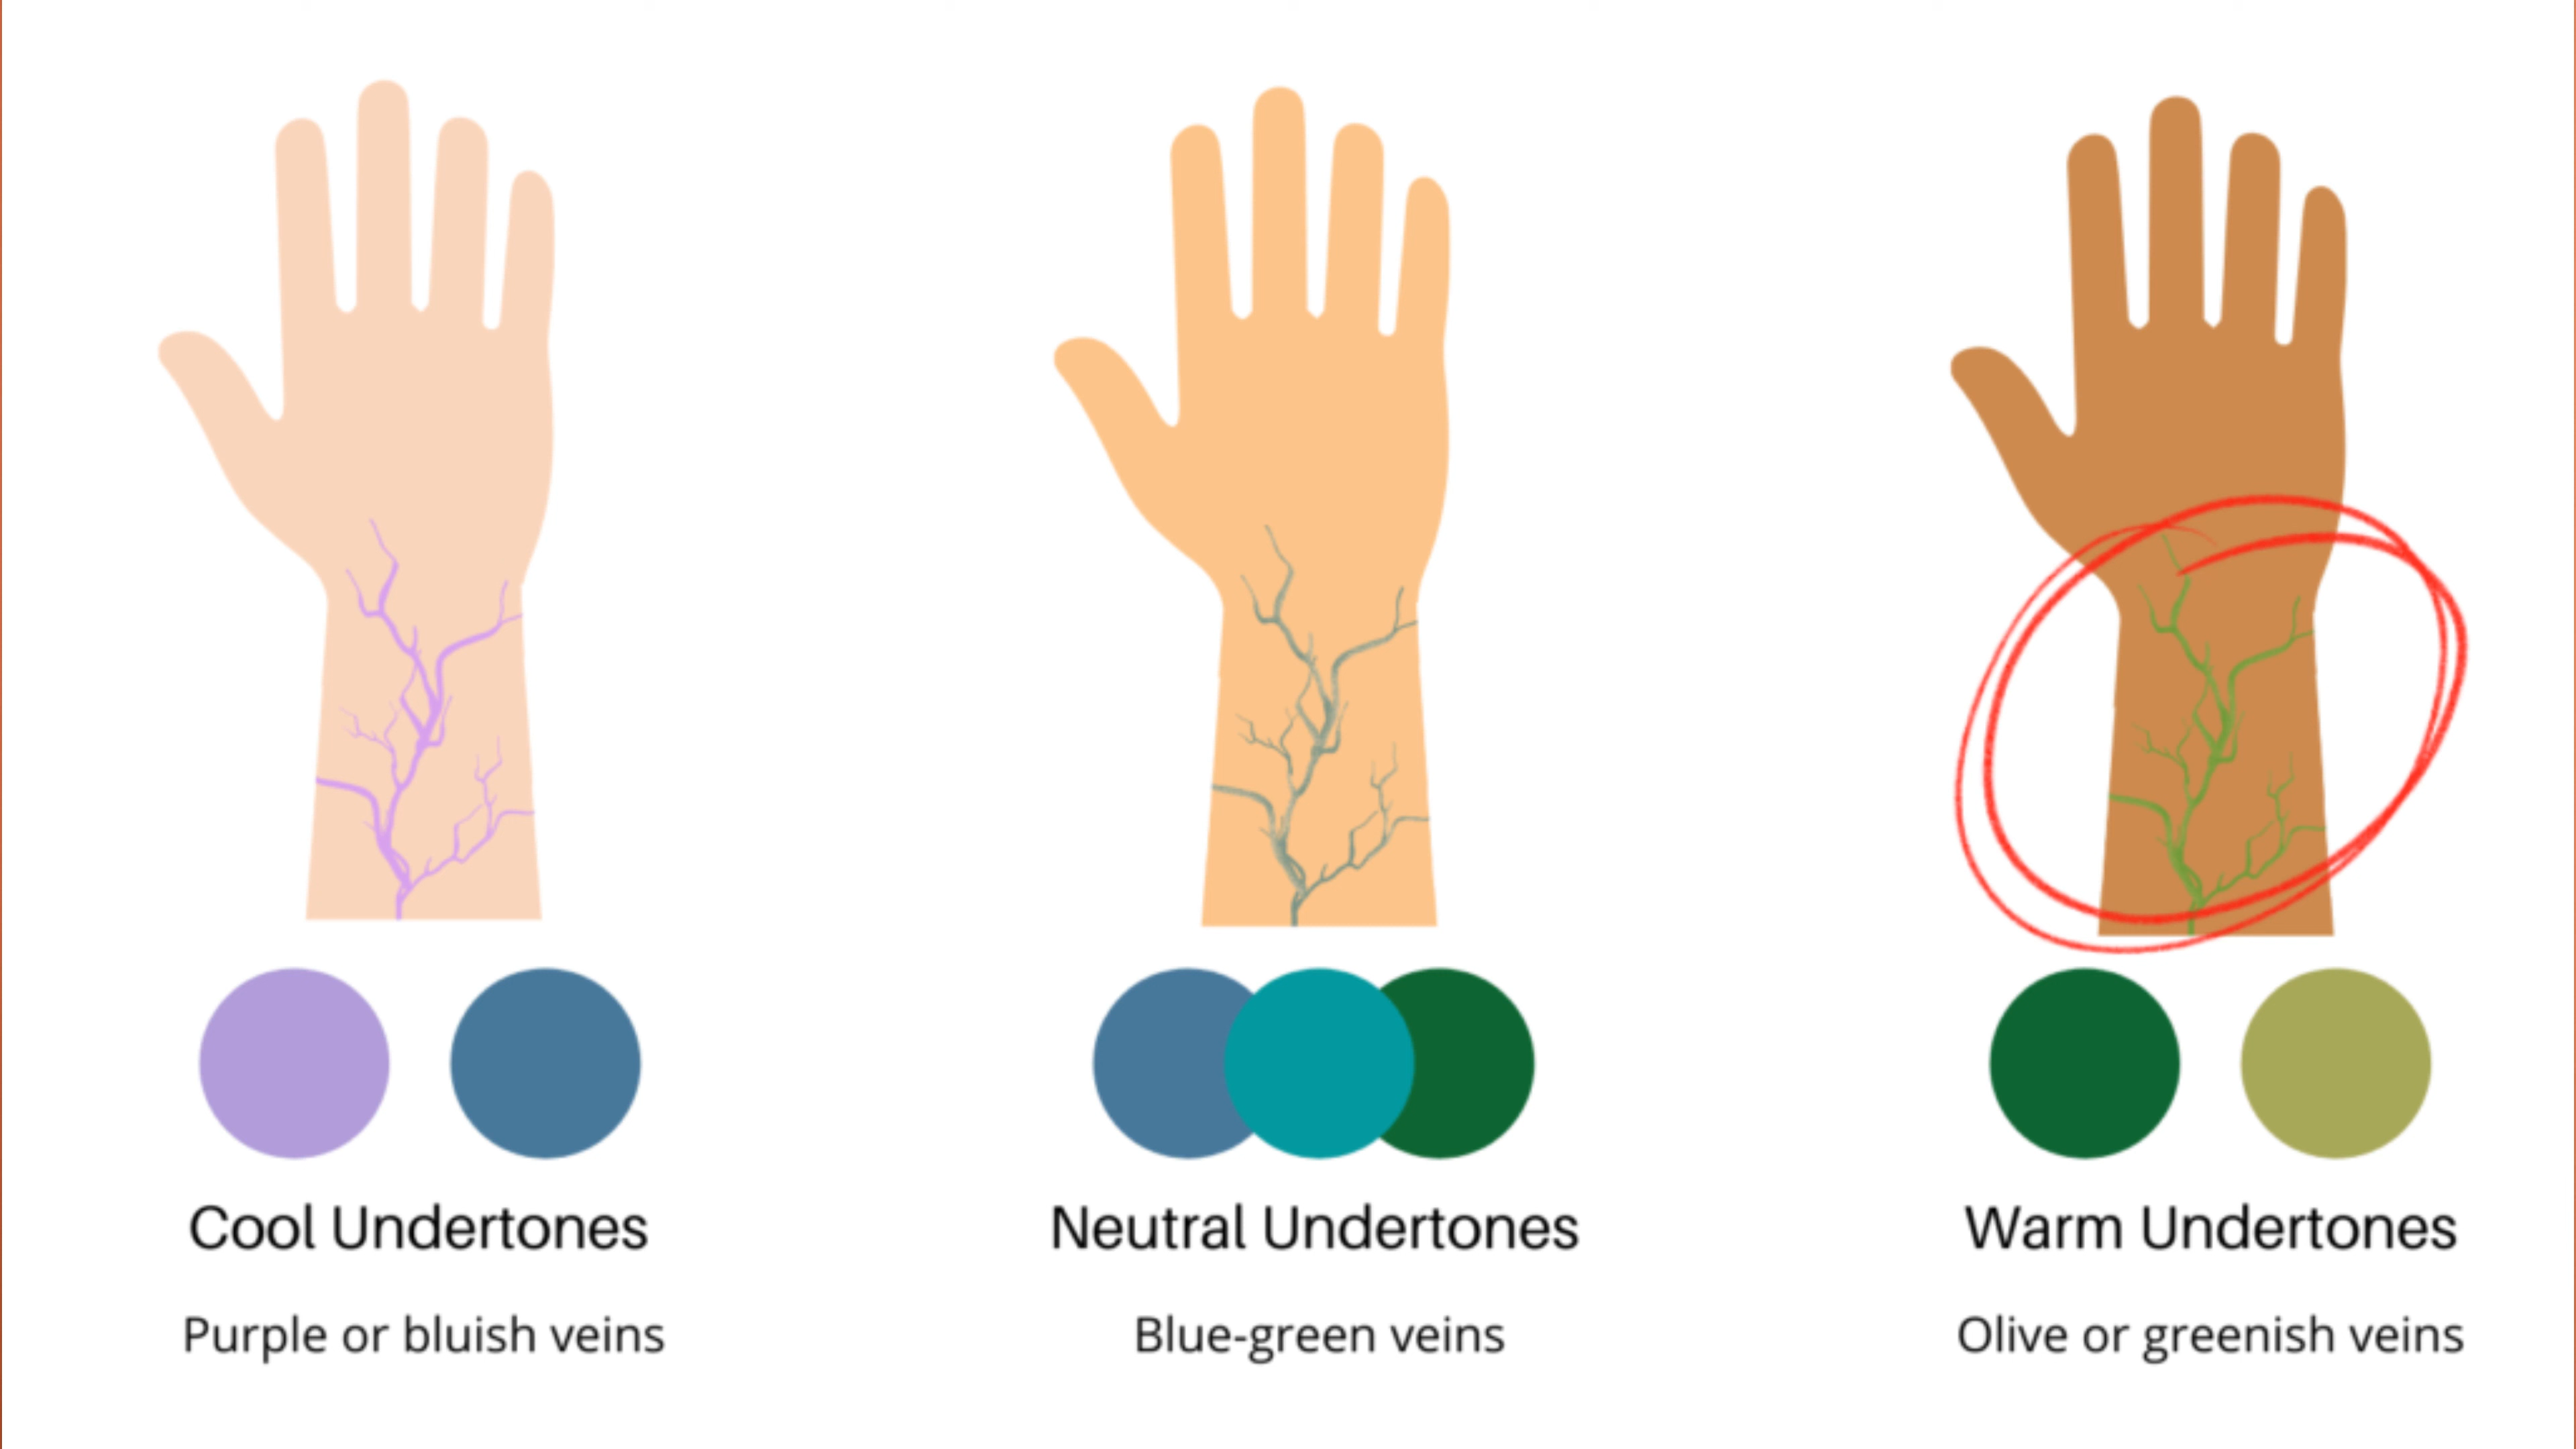 Cool Undertones
Neutral Undertones
Warm Undertones
Purple or bluish veins
Blue-green veins
Olive or greenish veins